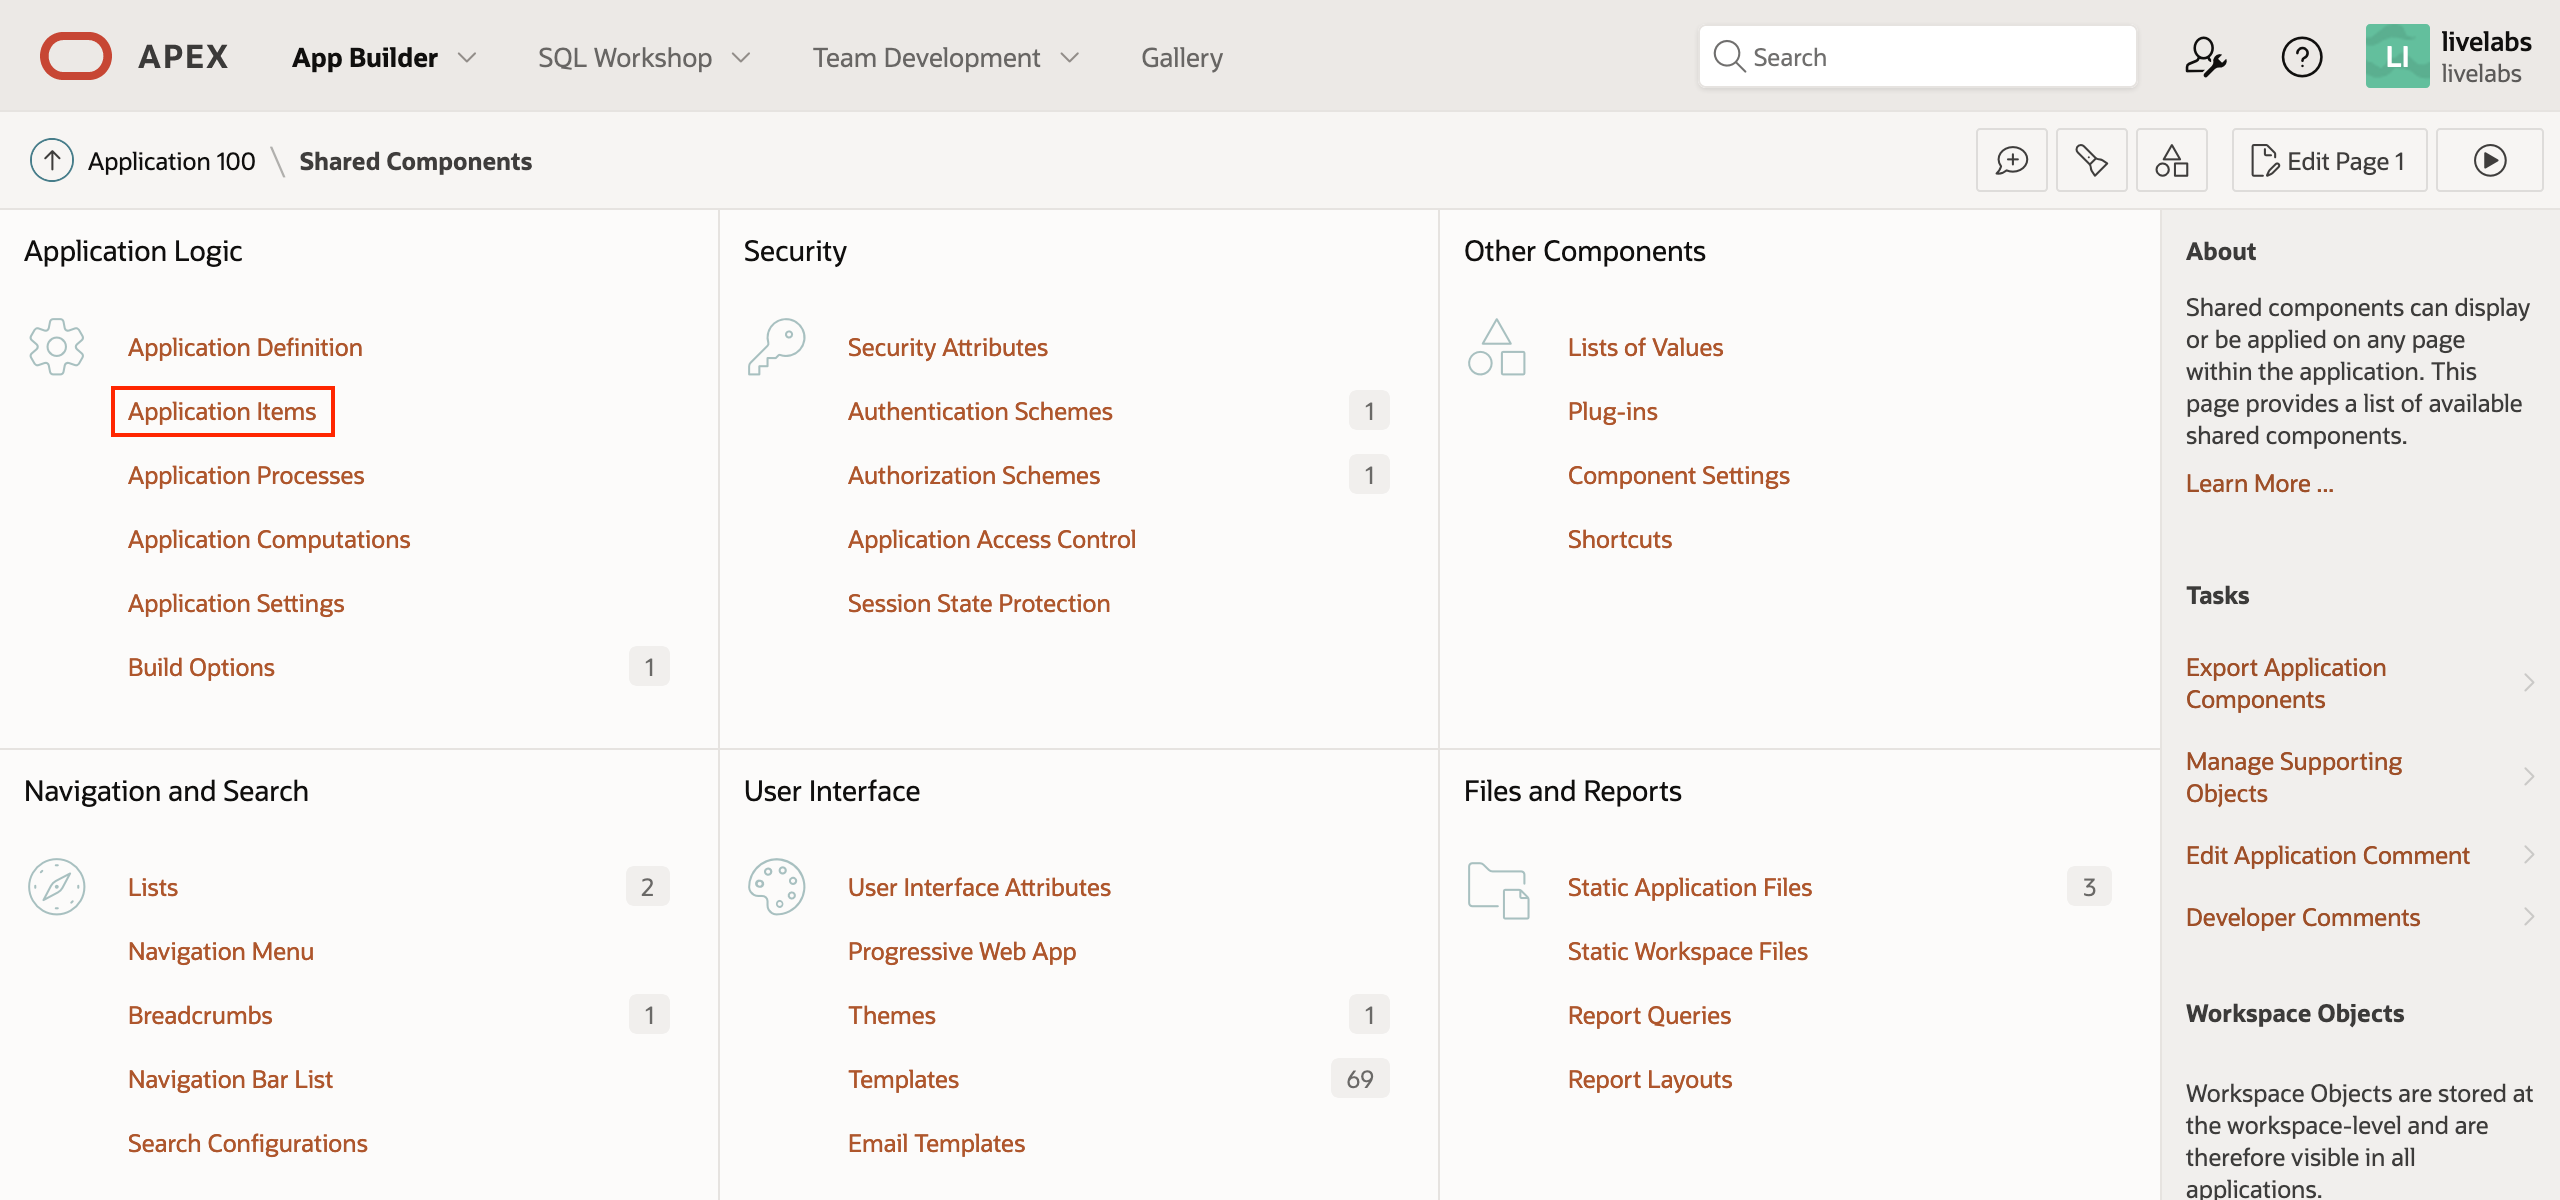 APEX
App Builder
SQL Workshop
Team Development
Gallery
Search
LI
livelabs
livelabs
Application 100
Shared Components
Edit Page 1
Application Logic
Application Definition
Application Items
Application Processes
Application Computations
Application Settings
Build Options 1
Security
Security Attributes
Authentication Schemes 1
Authorization Schemes 1
Application Access Control
Session State Protection
Other Components
Lists of Values
Plug-ins
Component Settings
Shortcuts
Navigation and Search
Lists 2
Navigation Menu
Breadcrumbs 1
Navigation Bar List
Search Configurations
User Interface
User Interface Attributes
Progressive Web App
Themes 1
Templates 69
Email Templates
Files and Reports
Static Application Files 3
Static Workspace Files
Report Queries
Report Layouts
About
Shared components can display
or be applied on any page
within the application. This
page provides a list of available
shared components.
Learn More ...
Tasks
Export Application
Components
Manage Supporting
Objects
Edit Application Comment
Developer Comments
Workspace Objects
Workspace Objects are stored at
the workspace-level and are
therefore visible in all
applications.